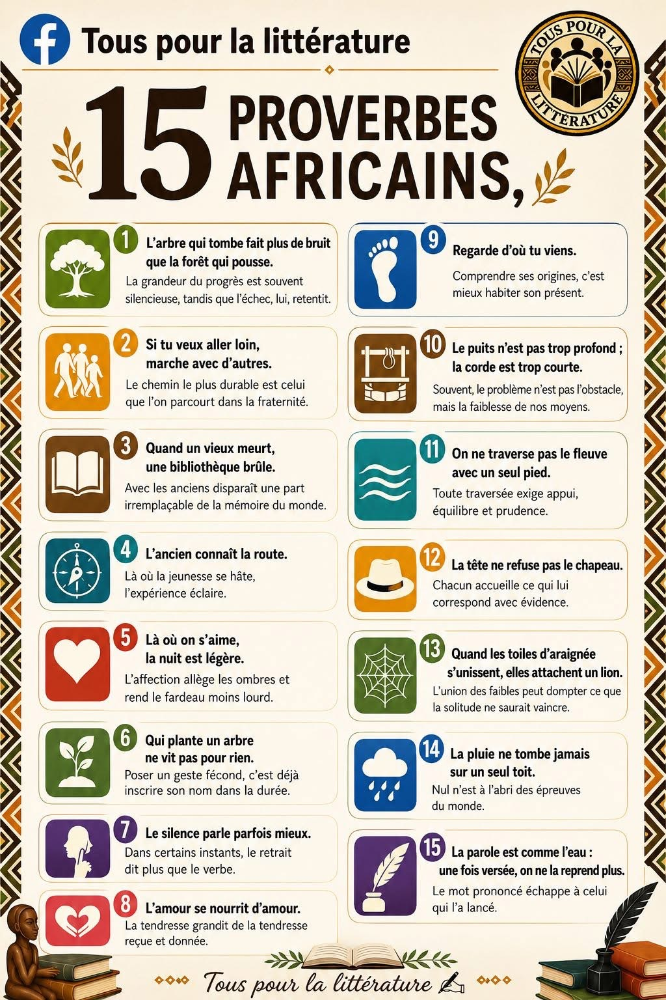 Tous pour la littérature
TOUS POUR LA
LITTÉRATURE
15
PROVERBES
AFRICAINS,
1
L'arbre qui tombe fait plus de bruit
que la forêt qui pousse.
La grandeur du progrès est souvent
silencieuse, tandis que l'échec, lui, retentit.
2
Si tu veux aller loin,
marche avec d'autres.
Le chemin le plus durable est celui
que l'on parcourt dans la fraternité.
3
Quand un vieux meurt,
une bibliothèque brûle.
Avec les anciens disparaît une part
irremplaçable de la mémoire du monde.
4
L'ancien connaît la route.
Là où la jeunesse se hâte,
l'expérience éclaire.
5
Là où on s'aime,
la nuit est légère.
L'affection allège les ombres et
rend le fardeau moins lourd.
6
Qui plante un arbre
ne vit pas pour rien.
Poser un geste fécond, c'est déjà
inscrire son nom dans la durée.
7
Le silence parle parfois mieux.
Dans certains instants, le retrait
dit plus que le verbe.
8
L'amour se nourrit d'amour.
La tendresse grandit de la tendresse
reçue et donnée.
9
Regarde d'où tu viens.
Comprendre ses origines, c'est
mieux habiter son présent.
10
Le puits n'est pas trop profond ;
la corde est trop courte.
Souvent, le problème n'est pas l'obstacle,
mais la faiblesse de nos moyens.
11
On ne traverse pas le fleuve
avec un seul pied.
Toute traversée exige appui,
équilibre et prudence.
12
La tête ne refuse pas le chapeau.
Chacun accueille ce qui lui
correspond avec évidence.
13
Quand les toiles d'araignée
s'unissent, elles attachent un lion.
L'union des faibles peut dompter ce que
la solitude ne saurait vaincre.
14
La pluie ne tombe jamais
sur un seul toit.
Nul n'est à l'abri des épreuves
du monde.
15
La parole est comme l'eau :
une fois versée, on ne la reprend plus.
Le mot prononcé échappe à celui
qui l'a lancé.
Tous pour la littérature